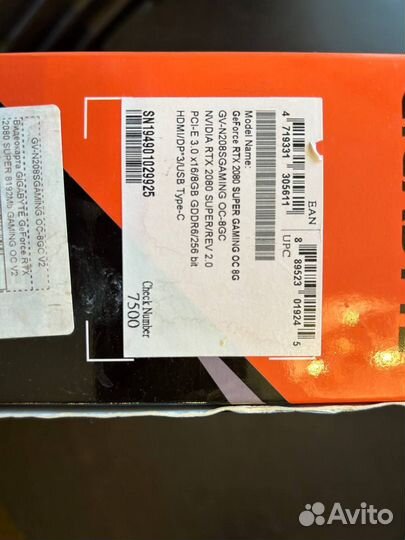 Model Name:
GeForce RTX 2080 SUPER GAMING OC 8G
GV-N208SGAMING OC-8GC
NVIDIA RTX 2080 SUPER/REV 2.0
PCI-E 3.0 x16/8GB GDDR6/256 bit
HDMI/DP*3/USB Type-C
SN194901029925
Check Number
7500
EAN
4 719331 305611
UPC
8 89523 01924 5
GV-N208SGAMING OC-8GC V2
Видеокарта GIGABYTE GeForce RTX
2080 SUPER 8192Mb GAMING OC V2
Avito